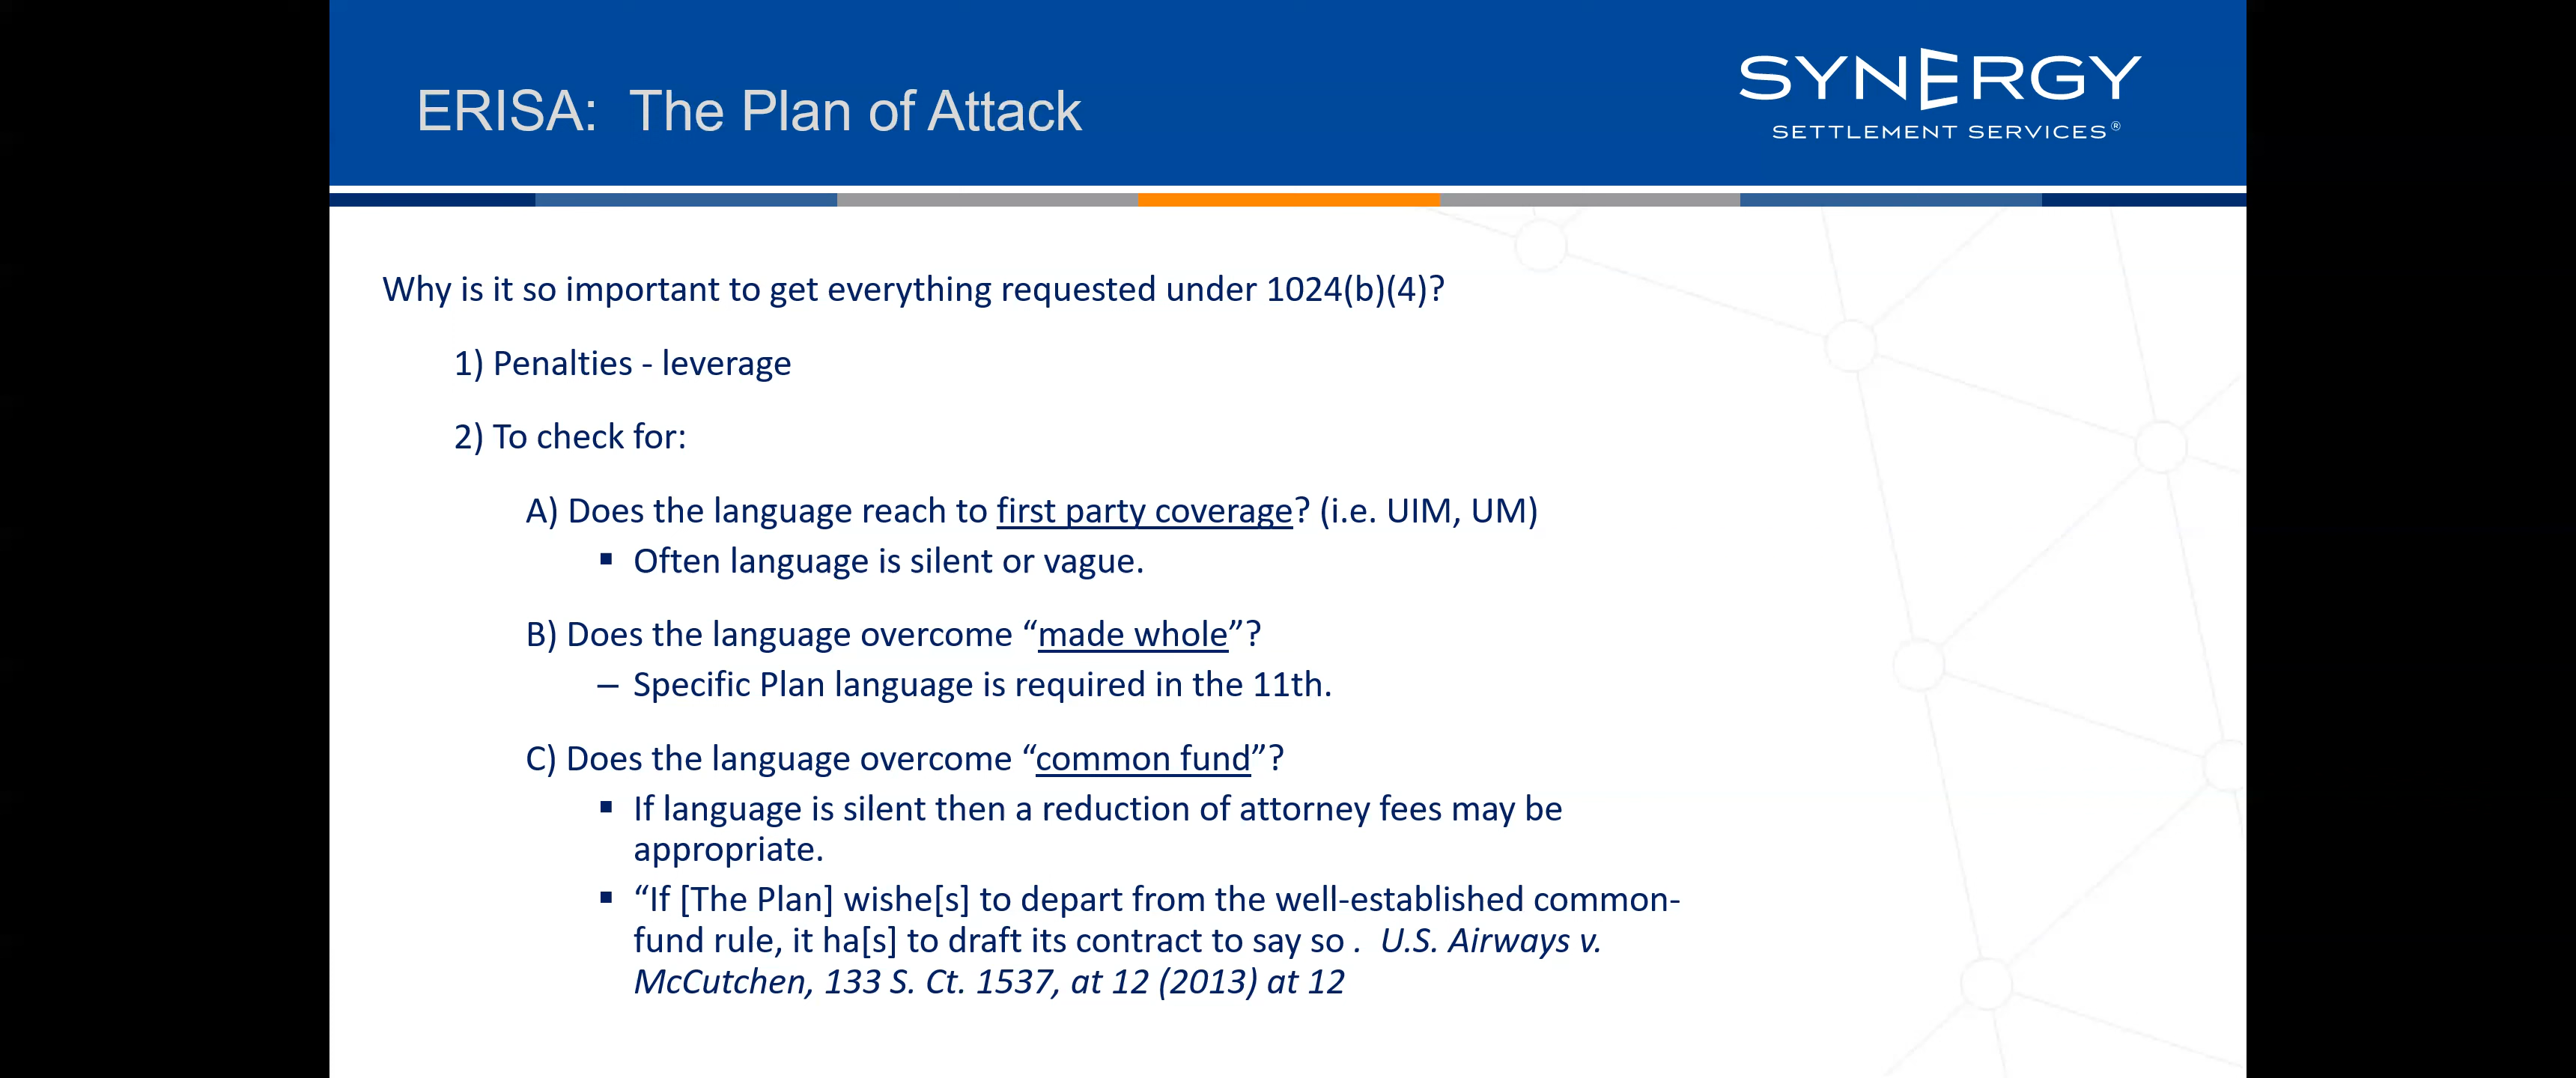 ERISA:  The Plan of Attack
SYNERGY
SETTLEMENT SERVICES®
Why is it so important to get everything requested under 1024(b)(4)?
1) Penalties - leverage
2) To check for:
A) Does the language reach to first party coverage? (i.e. UIM, UM)
▪ Often language is silent or vague.
B) Does the language overcome “made whole”?
– Specific Plan language is required in the 11th.
C) Does the language overcome “common fund”?
▪ If language is silent then a reduction of attorney fees may be
appropriate.
▪ “If [The Plan] wishe[s] to depart from the well-established common-
fund rule, it ha[s] to draft its contract to say so .  U.S. Airways v.
McCutchen, 133 S. Ct. 1537, at 12 (2013) at 12